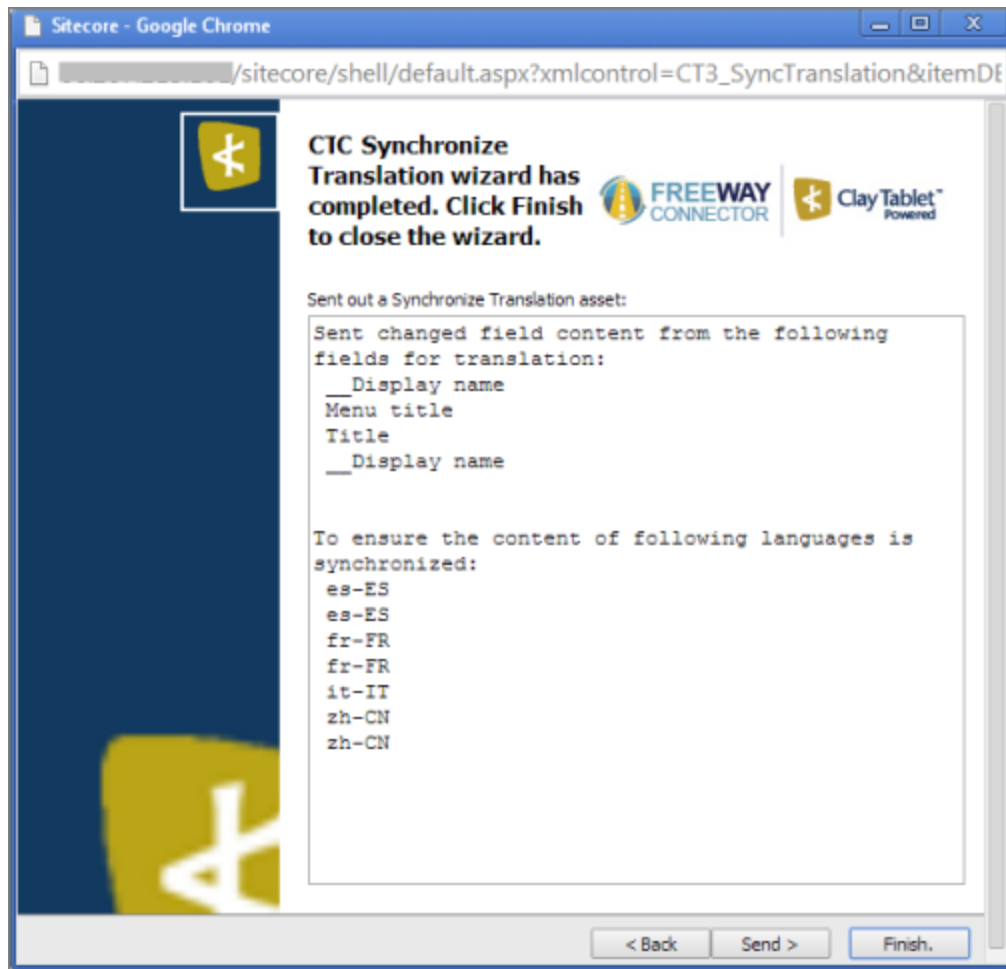 Sitecore - Google Chrome
/sitecore/shell/default.aspx?xmlcontrol=CT3_SyncTranslation&itemDE
CTC Synchronize
Translation wizard has
completed. Click Finish
to close the wizard.
FREEWAY
CONNECTOR
Clay Tablet™
Powered
Sent out a Synchronize Translation asset:
Sent changed field content from the following
fields for translation:
__Display name
Menu title
Title
__Display name
To ensure the content of following languages is
synchronized:
es-ES
es-ES
fr-FR
fr-FR
it-IT
zh-CN
zh-CN
< Back
Send >
Finish.